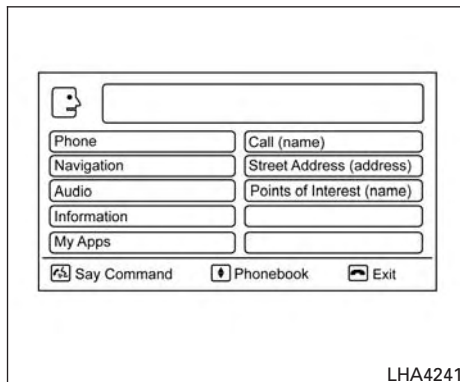 Phone Call (name)
Navigation Street Address (address)
Audio Points of Interest (name)
Information
My Apps
Say Command Phonebook Exit
LHA4241